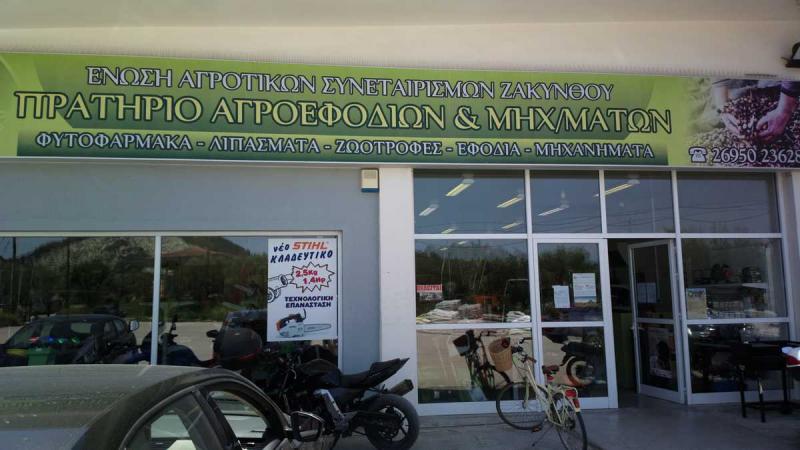 ΕΝΩΣΗ ΑΓΡΟΤΙΚΩΝ ΣΥΝΕΤΑΙΡΙΣΜΩΝ ΖΑΚΥΝΘΟΥ
ΠΡΑΤΗΡΙΟ ΑΓΡΟΕΦΟΔΙΩΝ & ΜΗΧ/ΜΑΤΩΝ
ΦΥΤΟΦΑΡΜΑΚΑ - ΛΙΠΑΣΜΑΤΑ - ΖΩΟΤΡΟΦΕΣ - ΕΦΟΔΙΑ - ΜΗΧΑΝΗΜΑΤΑ
☎ 26950 23628
νέο STIHL
ΚΛΑΔΕΥΤΙΚΟ
2,5Kg
1,4Hp
ΤΕΧΝΟΛΟΓΙΚΗ
ΕΠΑΝΑΣΤΑΣΗ